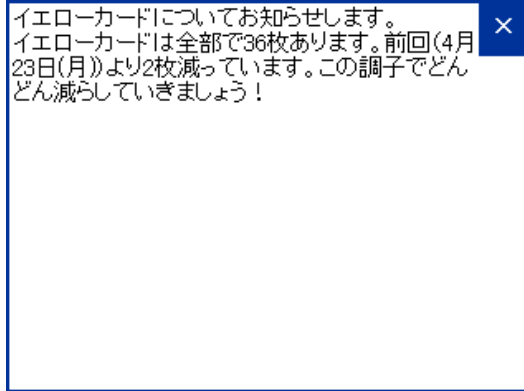 イエローカードについてお知らせします。
イエローカードは全部で36枚あります。前回(4月
23日(月))より2枚減っています。この調子でどん
どん減らしていきましょう！